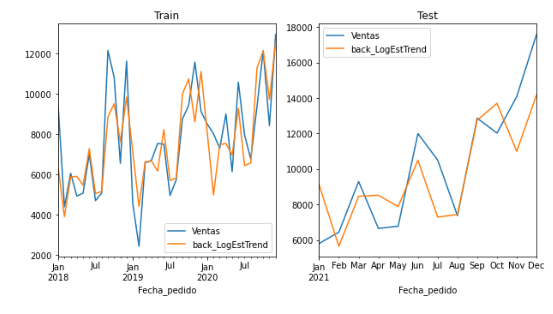 Train
12000
10000
8000
6000
4000
2000
Ventas
back_LogEstTrend
Jan Jul Jan Jul Jan Jul
2018 2019 2020
Fecha_pedido
Test
18000
16000
14000
12000
10000
8000
6000
Ventas
back_LogEstTrend
Jan Feb Mar Apr May Jun Jul Aug Sep Oct Nov Dec
2021
Fecha_pedido